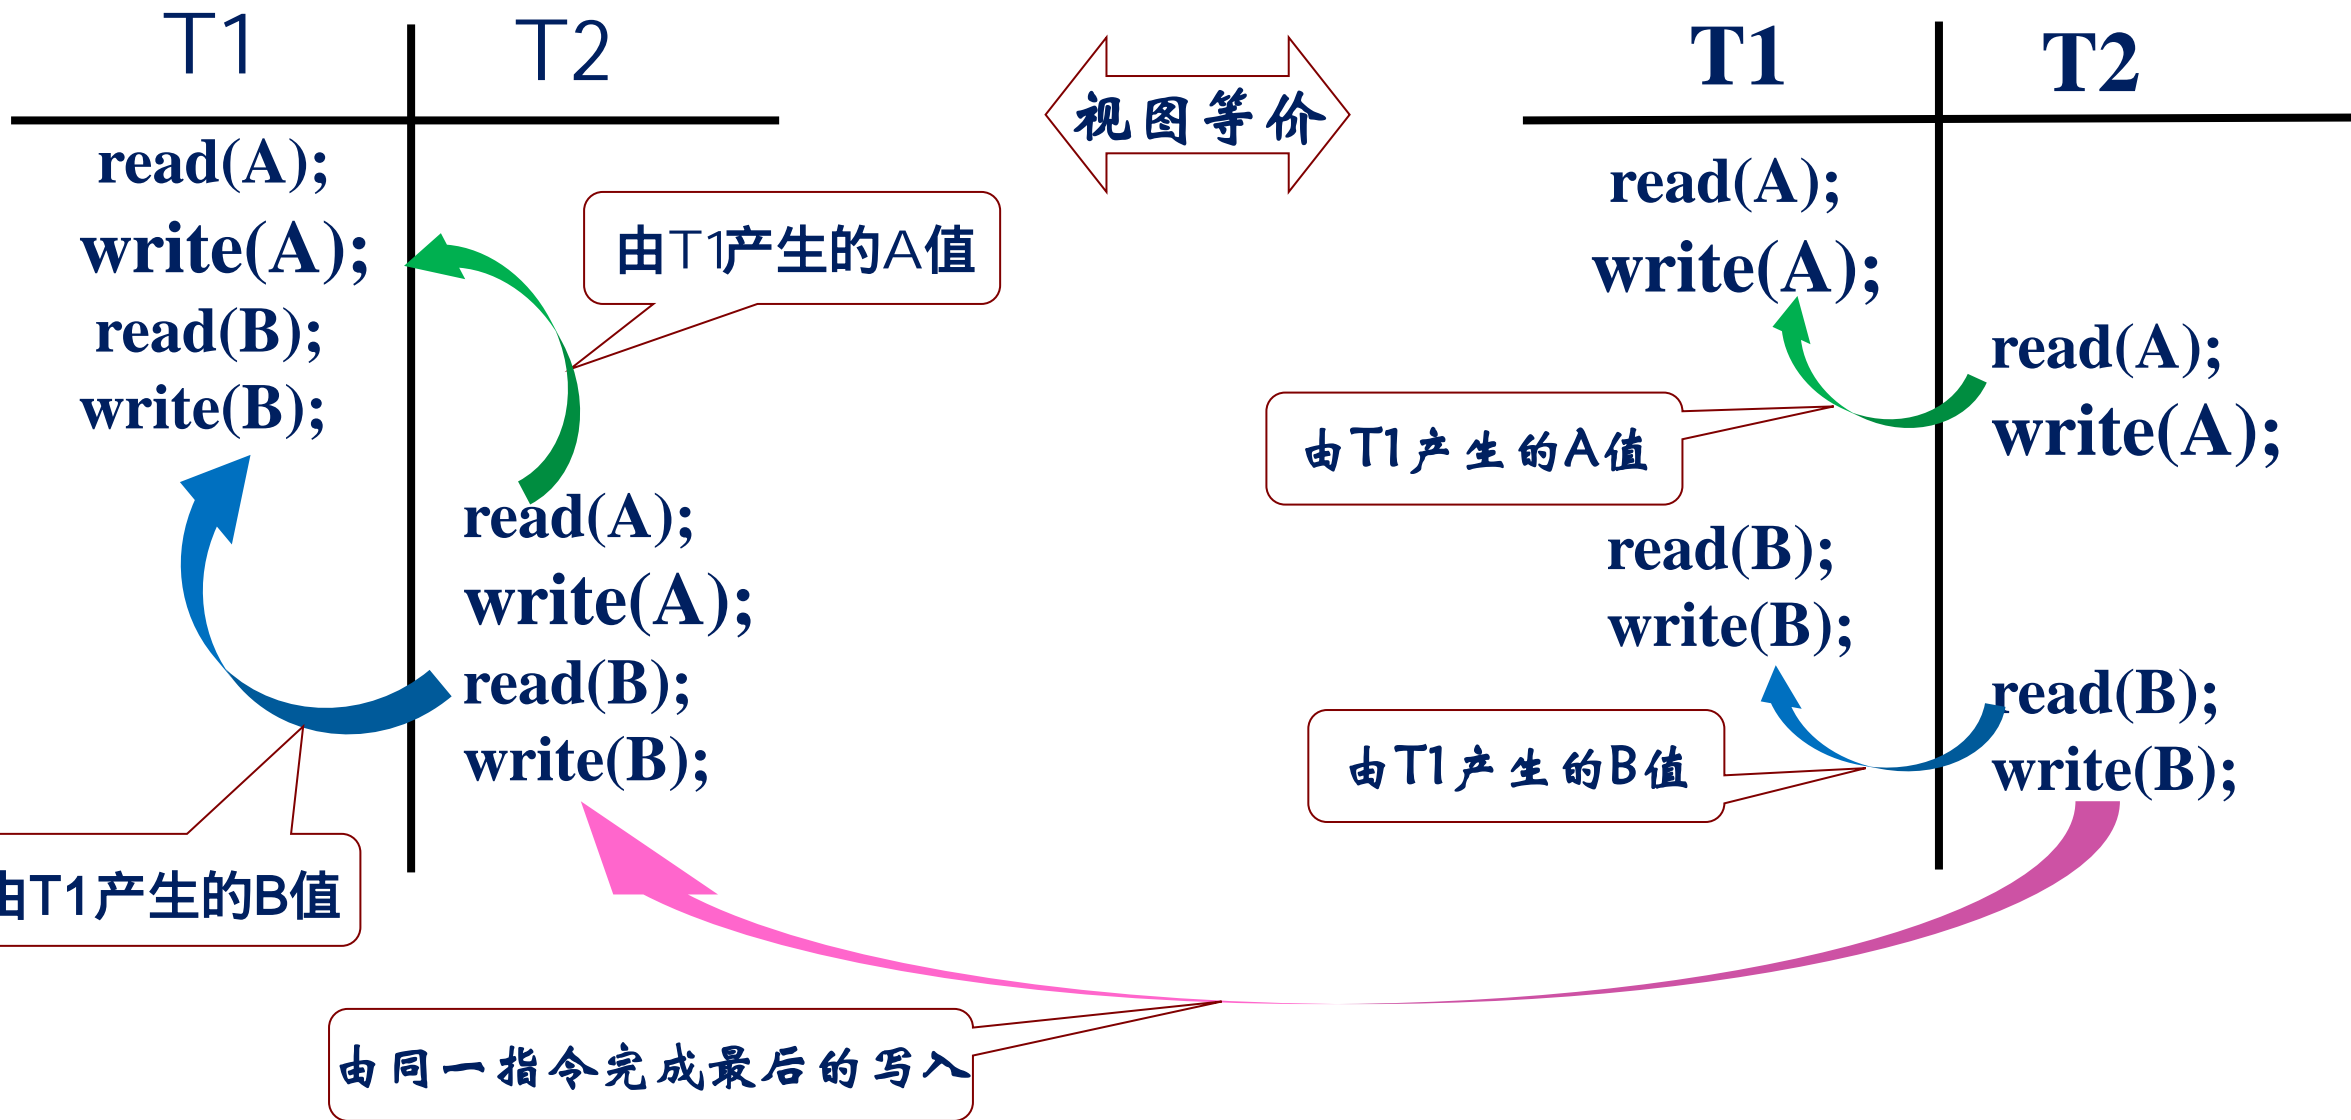 T1
T2
read(A);
write(A);
read(B);
write(B);
read(A);
write(A);
read(B);
write(B);
由T1产生的A值
由T1产生的B值
视图等价
T1
T2
read(A);
write(A);
read(A);
write(A);
read(B);
write(B);
read(B);
write(B);
由T1产生的A值
由T1产生的B值
由同一指令完成最后的写入